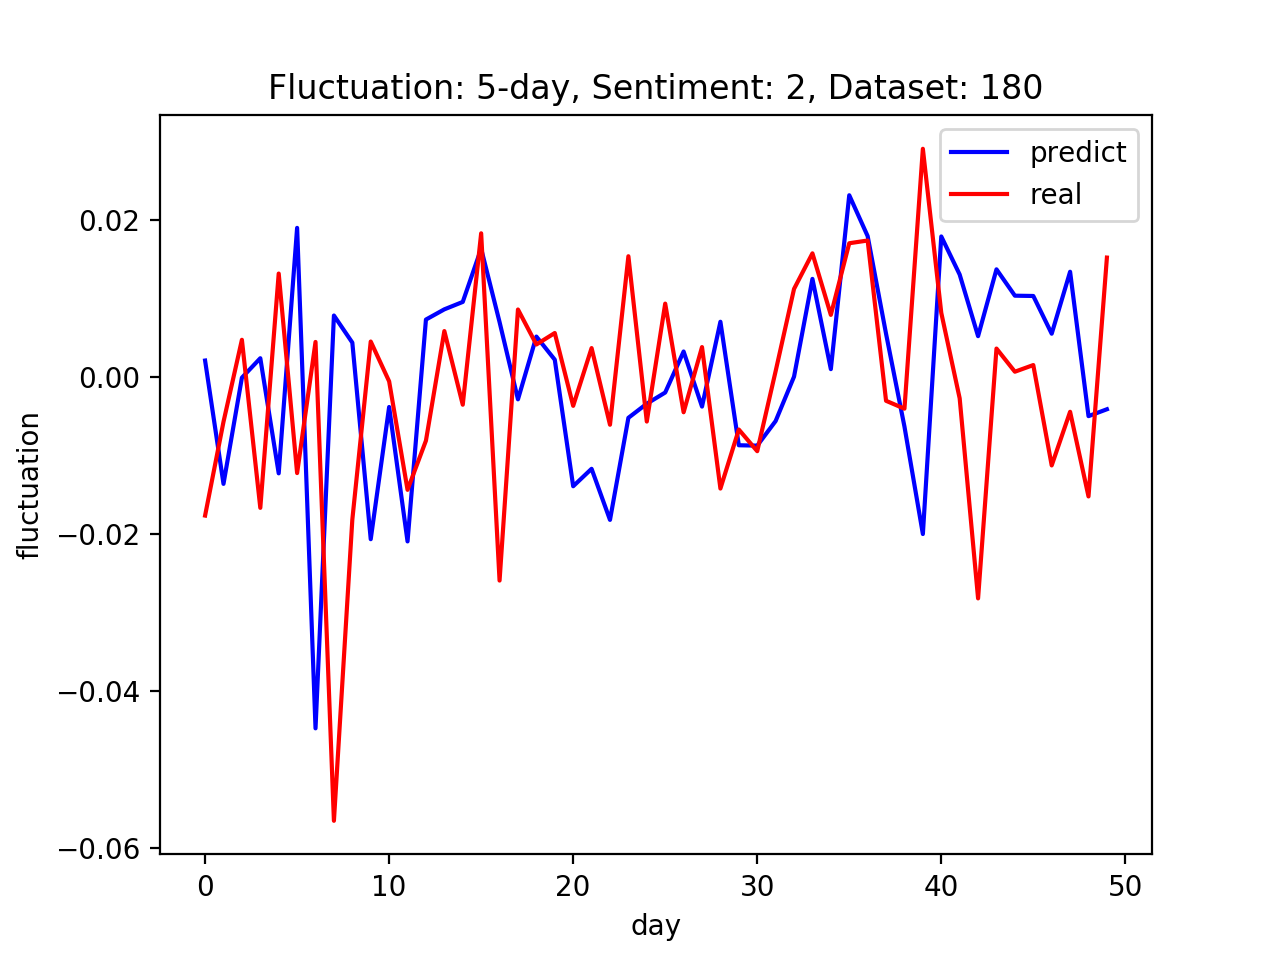 Fluctuation: 5-day, Sentiment: 2, Dataset: 180
predict
real
0.02
0.00
−0.02
−0.04
−0.06
fluctuation
0 10 20 30 40 50
day